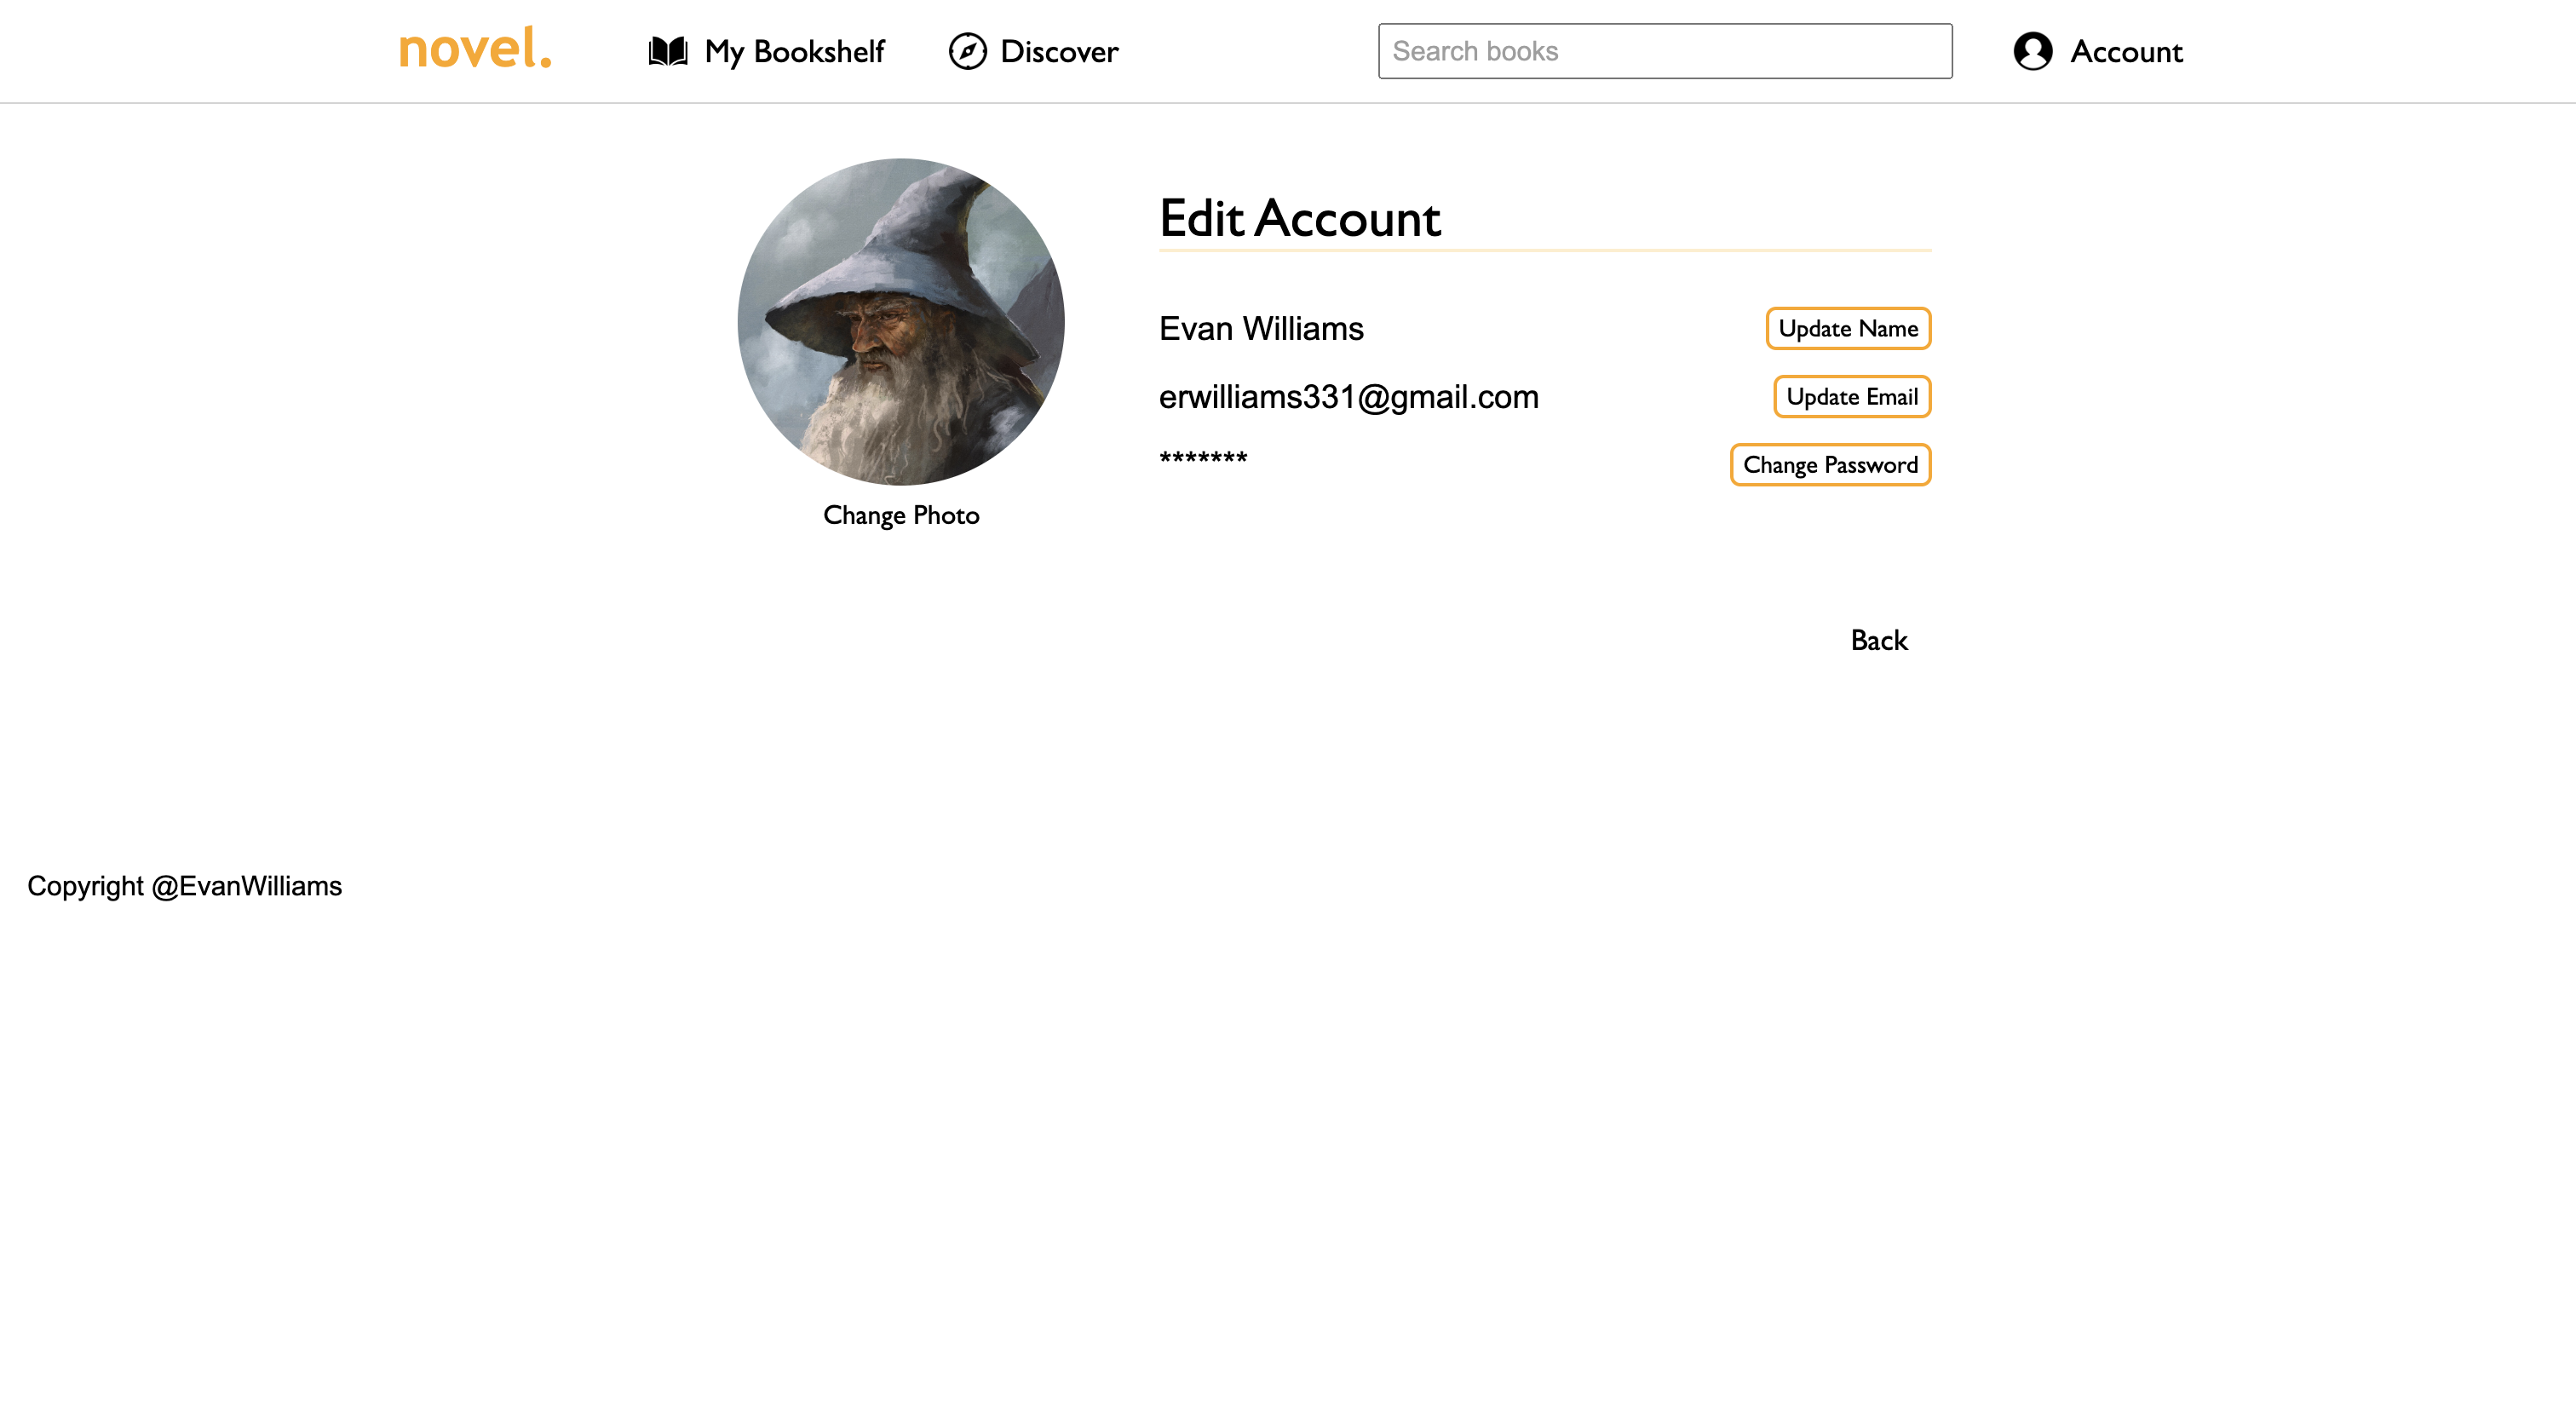 novel.
My Bookshelf
Discover
Search books
Account
Edit Account
Evan Williams
Update Name
erwilliams331@gmail.com
Update Email
*******
Change Password
Change Photo
Back
Copyright @EvanWilliams